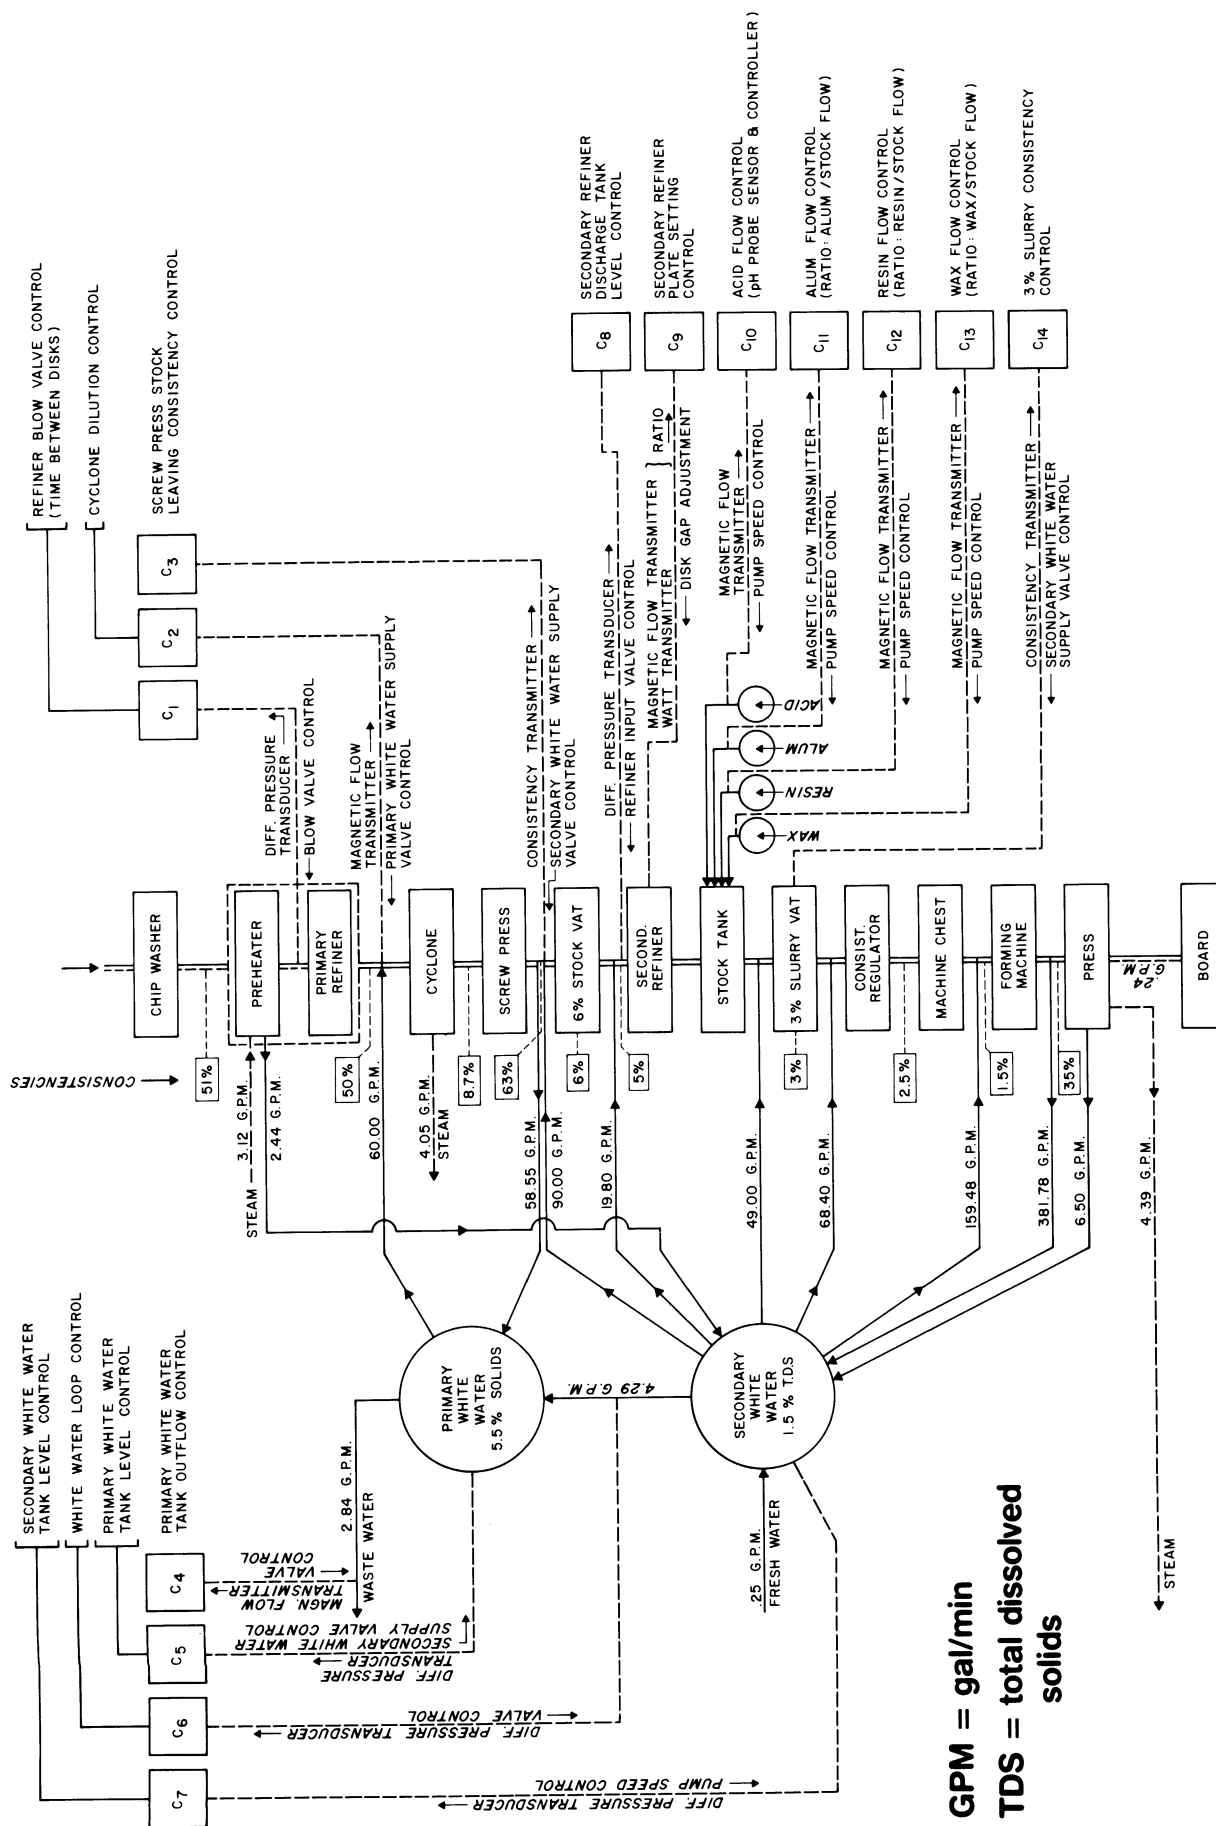 SECONDARY WHITE WATER
TANK LEVEL CONTROL
WHITE WATER LOOP CONTROL
PRIMARY WHITE WATER
TANK LEVEL CONTROL
PRIMARY WHITE WATER
TANK OUTFLOW CONTROL
C7
C6
C5
C4
DIFF. PRESSURE TRANSDUCER
PUMP SPEED CONTROL
DIFF. PRESSURE TRANSDUCER
VALVE CONTROL
DIFF. PRESSURE
TRANSDUCER
SECONDARY WHITE WATER
SUPPLY VALVE CONTROL
MAGN. FLOW
TRANSMITTER
VALVE
CONTROL
2.84 G.P.M.
WASTE WATER
PRIMARY
WHITE
WATER
5.5% SOLIDS
4.29 G.P.M.
SECONDARY
WHITE
WATER
1.5 % T.D.S
.25 G.P.M.
FRESH WATER
STEAM
GPM = gal/min
TDS = total dissolved
solids
CONSISTENCIES
STEAM
3.12 G.P.M.
2.44 G.P.M.
60.00 G.P.M.
4.05 G.P.M.
STEAM
58.55 G.P.M.
90.00 G.P.M.
19.80 G.P.M.
49.00 G.P.M.
68.40 G.P.M.
159.48 G.P.M.
381.78 G.P.M.
6.50 G.P.M.
4.39 G.P.M.
51%
50%
8.7%
63%
6%
5%
3%
2.5%
1.5%
35%
CHIP WASHER
PREHEATER
PRIMARY
REFINER
CYCLONE
SCREW PRESS
6% STOCK VAT
SECOND.
REFINER
STOCK TANK
3% SLURRY VAT
CONSIST.
REGULATOR
MACHINE CHEST
FORMING
MACHINE
PRESS
.24
G.P.M.
BOARD
WAX
RESIN
ALUM
ACID
REFINER BLOW VALVE CONTROL
(TIME BETWEEN DISKS)
CYCLONE DILUTION CONTROL
SCREW PRESS STOCK
LEAVING CONSISTENCY CONTROL
C1
C2
C3
DIFF. PRESSURE
TRANSDUCER
BLOW VALVE CONTROL
MAGNETIC FLOW
TRANSMITTER
PRIMARY WHITE WATER SUPPLY
VALVE CONTROL
CONSISTENCY TRANSMITTER
SECONDARY WHITE WATER SUPPLY
VALVE CONTROL
DIFF. PRESSURE TRANSDUCER
REFINER INPUT VALVE CONTROL
MAGNETIC FLOW TRANSMITTER
WATT TRANSMITTER
RATIO
DISK GAP ADJUSTMENT
MAGNETIC FLOW
TRANSMITTER
PUMP SPEED CONTROL
MAGNETIC FLOW TRANSMITTER
PUMP SPEED CONTROL
MAGNETIC FLOW TRANSMITTER
PUMP SPEED CONTROL
MAGNETIC FLOW TRANSMITTER
PUMP SPEED CONTROL
CONSISTENCY TRANSMITTER
SECONDARY WHITE WATER
SUPPLY VALVE CONTROL
C8
SECONDARY REFINER
DISCHARGE TANK
LEVEL CONTROL
C9
SECONDARY REFINER
PLATE SETTING
CONTROL
C10
ACID FLOW CONTROL
(pH PROBE SENSOR & CONTROLLER)
C11
ALUM FLOW CONTROL
(RATIO: ALUM/STOCK FLOW)
C12
RESIN FLOW CONTROL
(RATIO: RESIN/STOCK FLOW)
C13
WAX FLOW CONTROL
(RATIO: WAX/STOCK FLOW)
C14
3% SLURRY CONSISTENCY
CONTROL